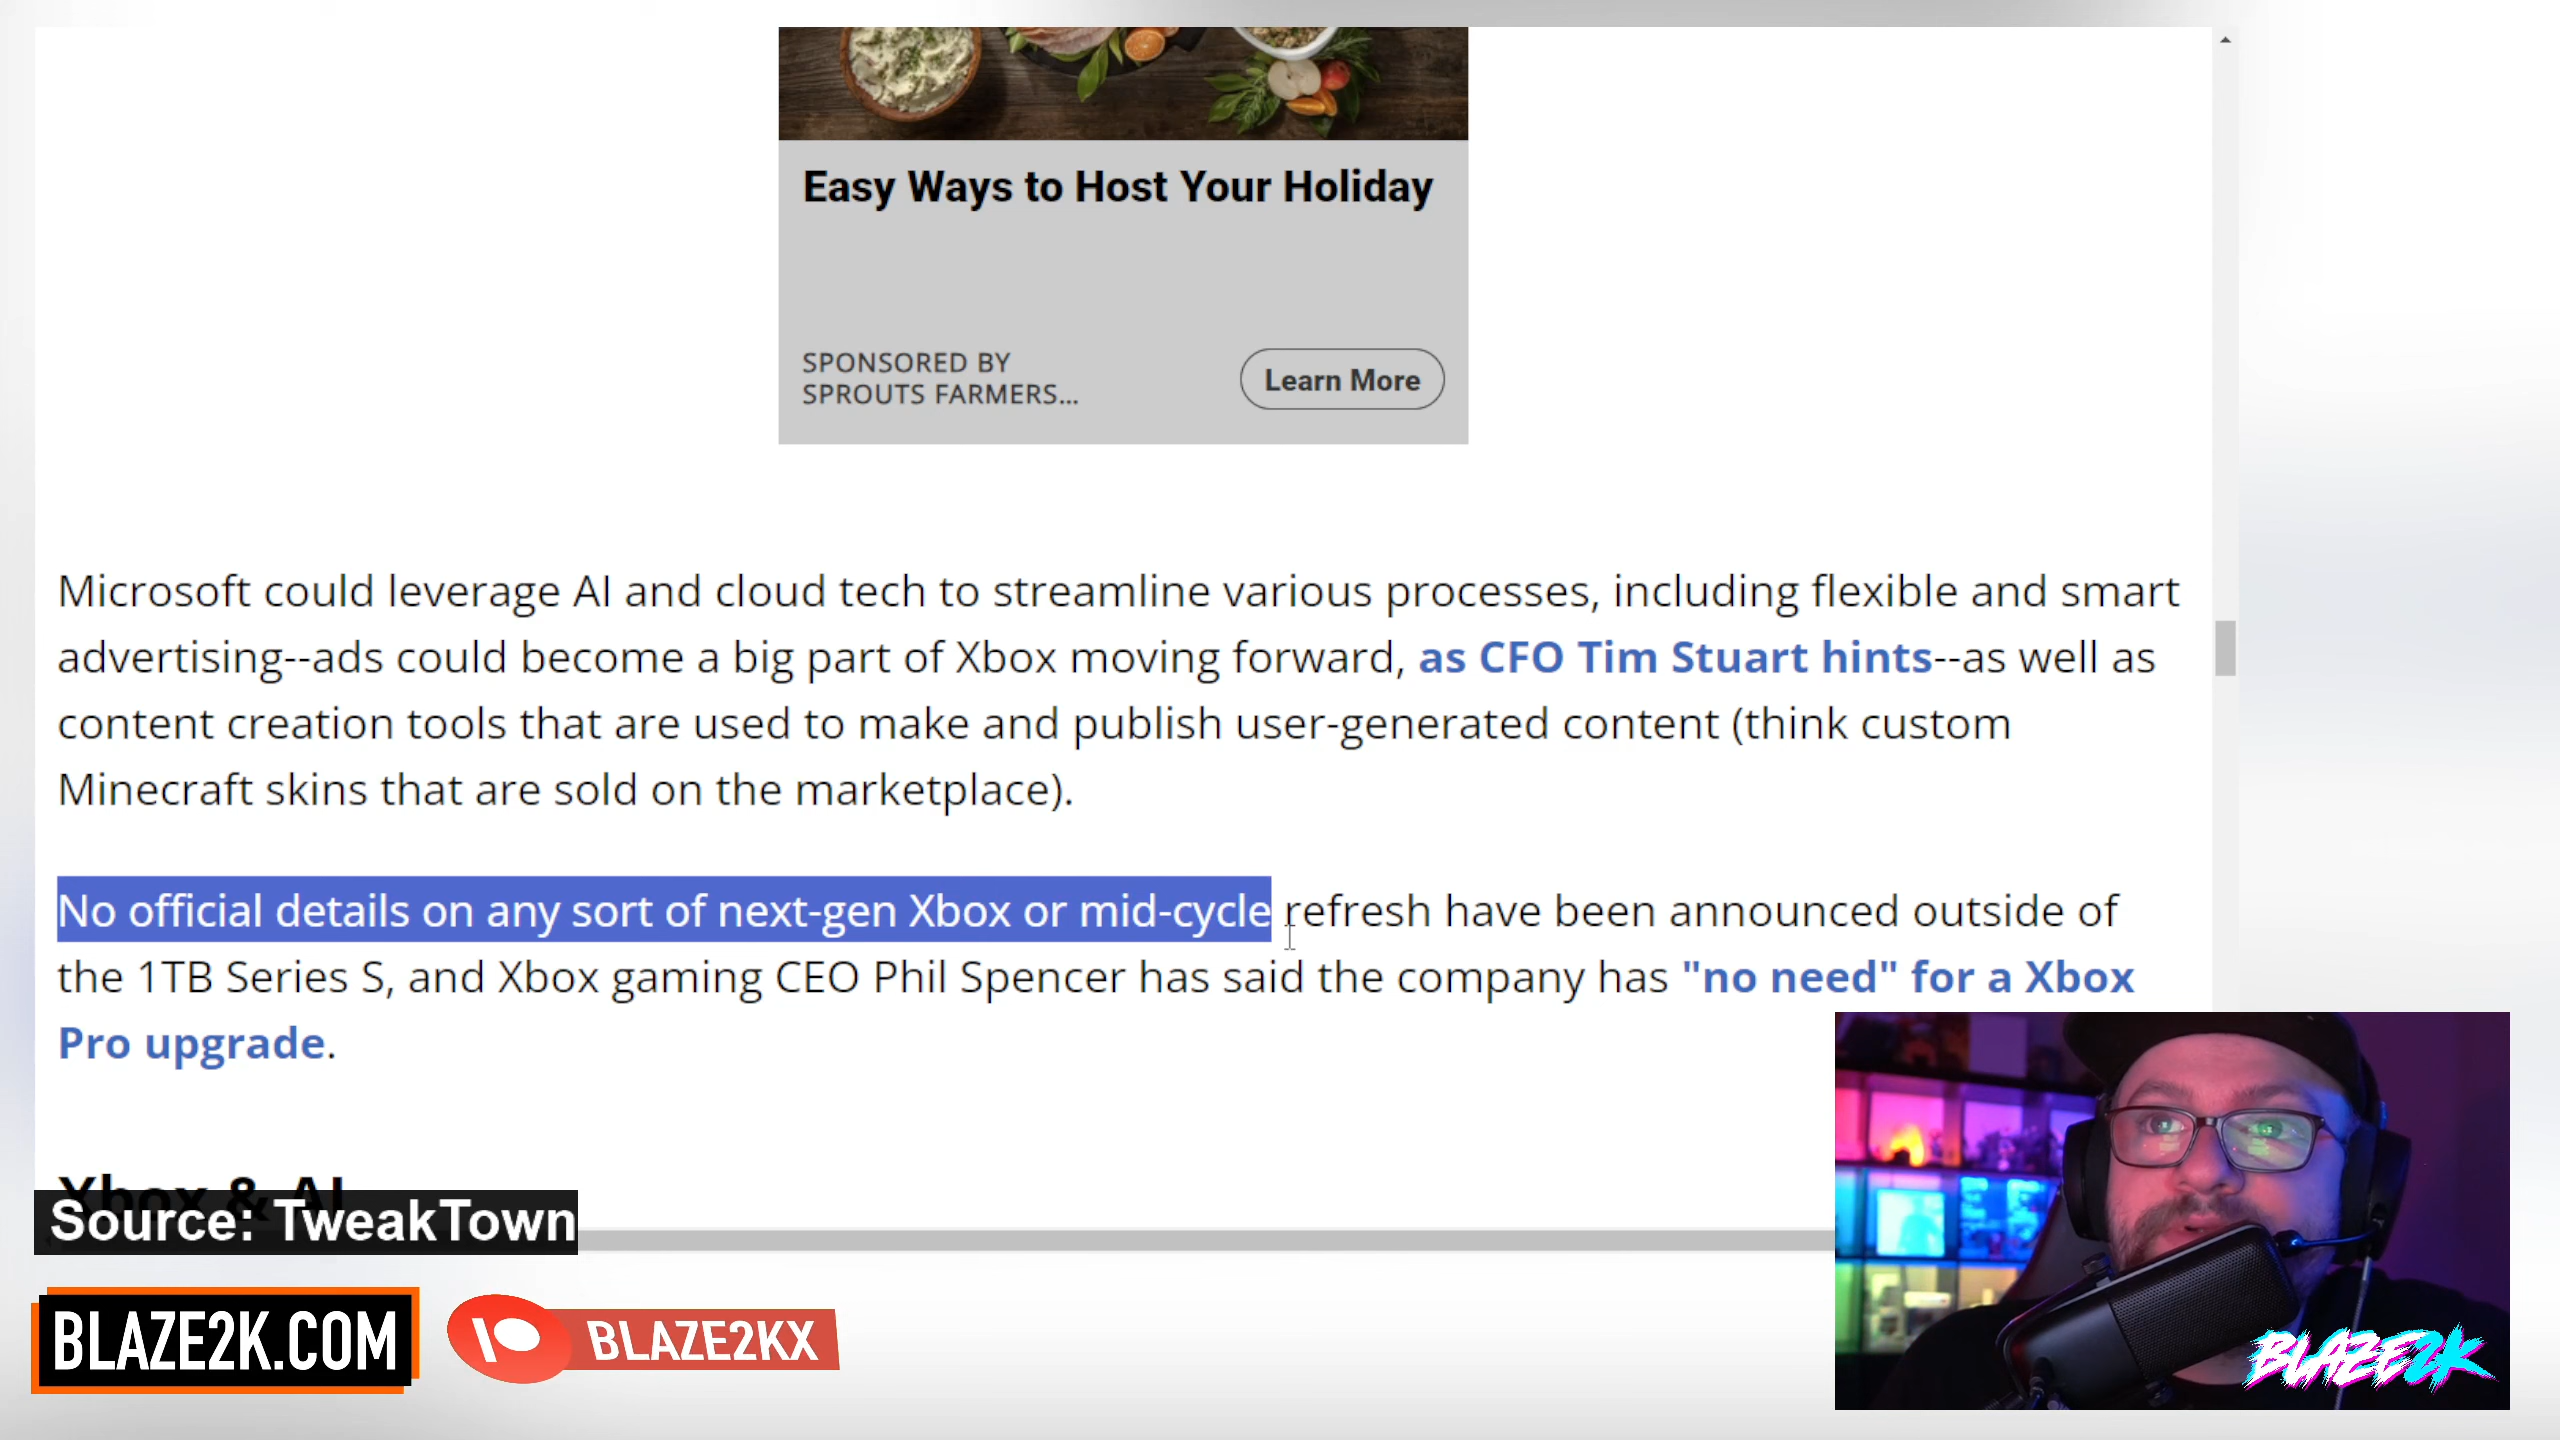 Easy Ways to Host Your Holiday
SPONSORED BY
SPROUTS FARMERS...
Learn More
Microsoft could leverage AI and cloud tech to streamline various processes, including flexible and smart
advertising--ads could become a big part of Xbox moving forward, as CFO Tim Stuart hints--as well as
content creation tools that are used to make and publish user-generated content (think custom
Minecraft skins that are sold on the marketplace).
No official details on any sort of next-gen Xbox or mid-cycle refresh have been announced outside of
the 1TB Series S, and Xbox gaming CEO Phil Spencer has said the company has "no need" for a Xbox
Pro upgrade.
Xbox & AI
Source: TweakTown
BLAZE2K.COM
BLAZE2KX
BLAZE2K